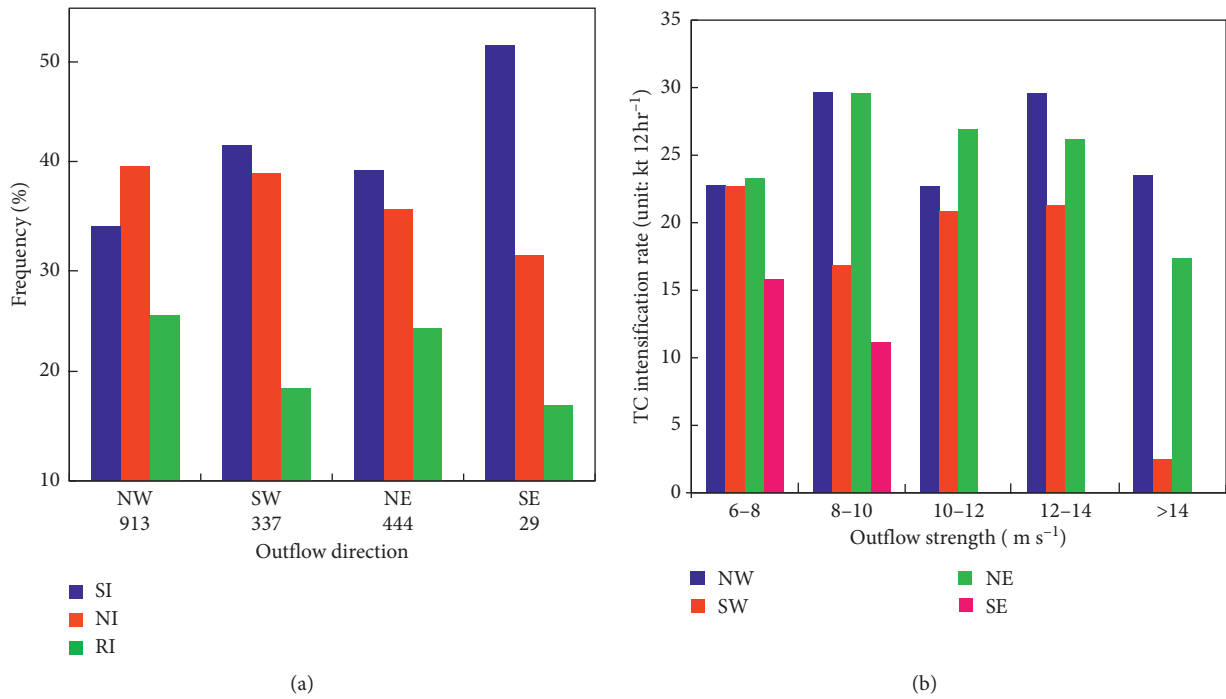 50
40
30
20
10
Frequency (%)
NW SW NE SE
913 337 444 29
Outflow direction
SI
NI
RI
(a)
35
30
25
20
15
10
5
0
TC intensification rate (unit: kt 12hr⁻¹)
6–8 8–10 10–12 12–14 >14
Outflow strength ( m s⁻¹)
NW NE
SW SE
(b)